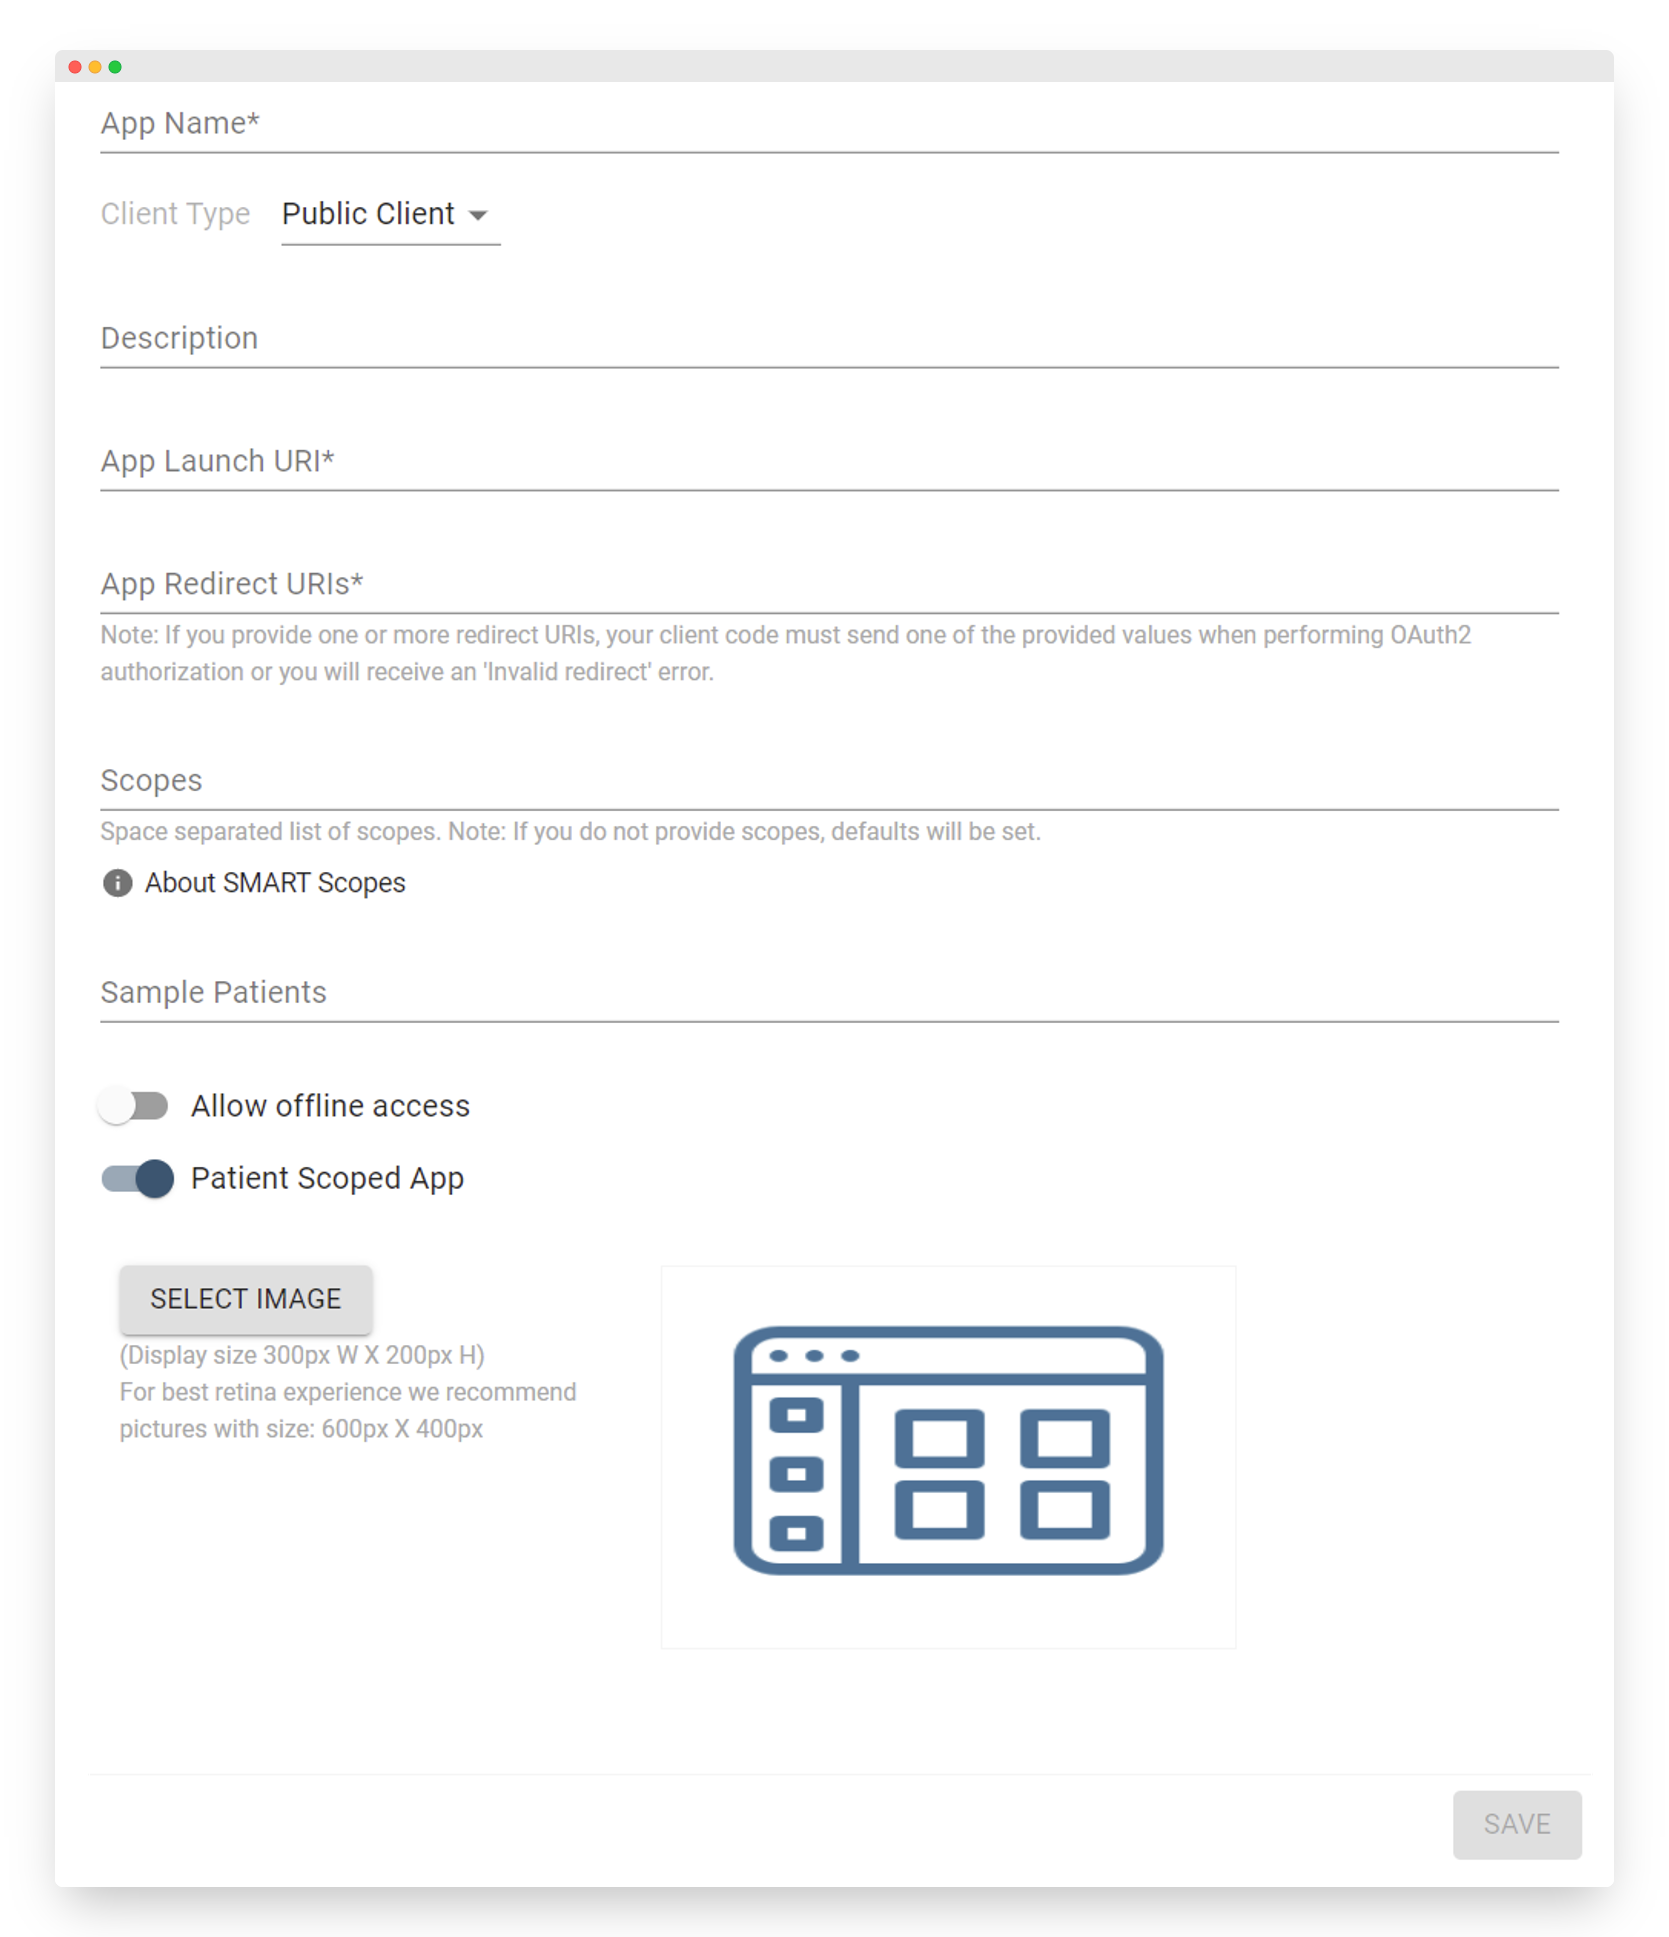 App Name*
Client Type Public Client
Description
App Launch URI*
App Redirect URIs*
Note: If you provide one or more redirect URIs, your client code must send one of the provided values when performing OAuth2
authorization or you will receive an 'Invalid redirect' error.
Scopes
Space separated list of scopes. Note: If you do not provide scopes, defaults will be set.
About SMART Scopes
Sample Patients
Allow offline access
Patient Scoped App
SELECT IMAGE
(Display size 300px W X 200px H)
For best retina experience we recommend
pictures with size: 600px X 400px
SAVE